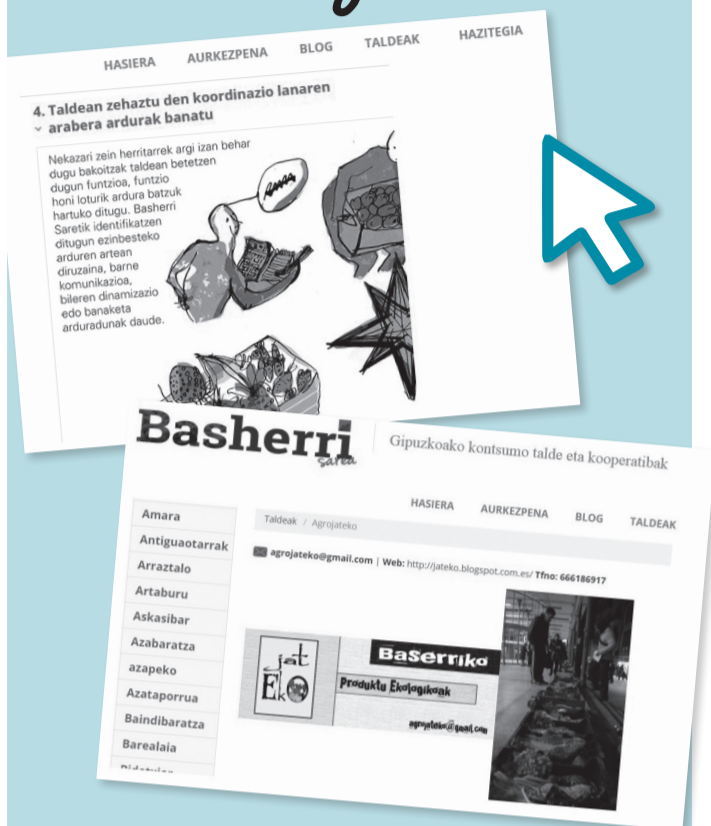 HASIERA AURKEZPENA BLOG TALDEAK HAZITEGIA
4. Taldean zehaztu den koordinazio lanaren
arabera ardurak banatu
Nekazari zein herritarrek argi izan behar
dugu bakoitzak taldean betetzen
dugun funtzioa, funtzio
honi loturik ardura batzuk
hartuko ditugu. Basherri
Saretik identifikatzen
ditugun ezinbesteko
arduren artean
diruzaina, barne
komunikazioa,
bileren dinamizazio
edo banaketa
arduradunak daude.
Basherri
sarea
Gipuzkoako kontsumo talde eta kooperatibak
HASIERA AURKEZPENA BLOG TALDEAK
Taldeak / Agrojateko
agrojateko@gmail.com | Web: http://jateko.blogspot.com.es/ Tfno: 666186917
Amara
Antiguaotarrak
Arraztalo
Artaburu
Askasibar
Azabaratza
azapeko
Azataporrua
Baindibaratza
Barealaia
jat
Eko
BaSerriko
Produktu Ekologikoak
agrojateko@gmail.com